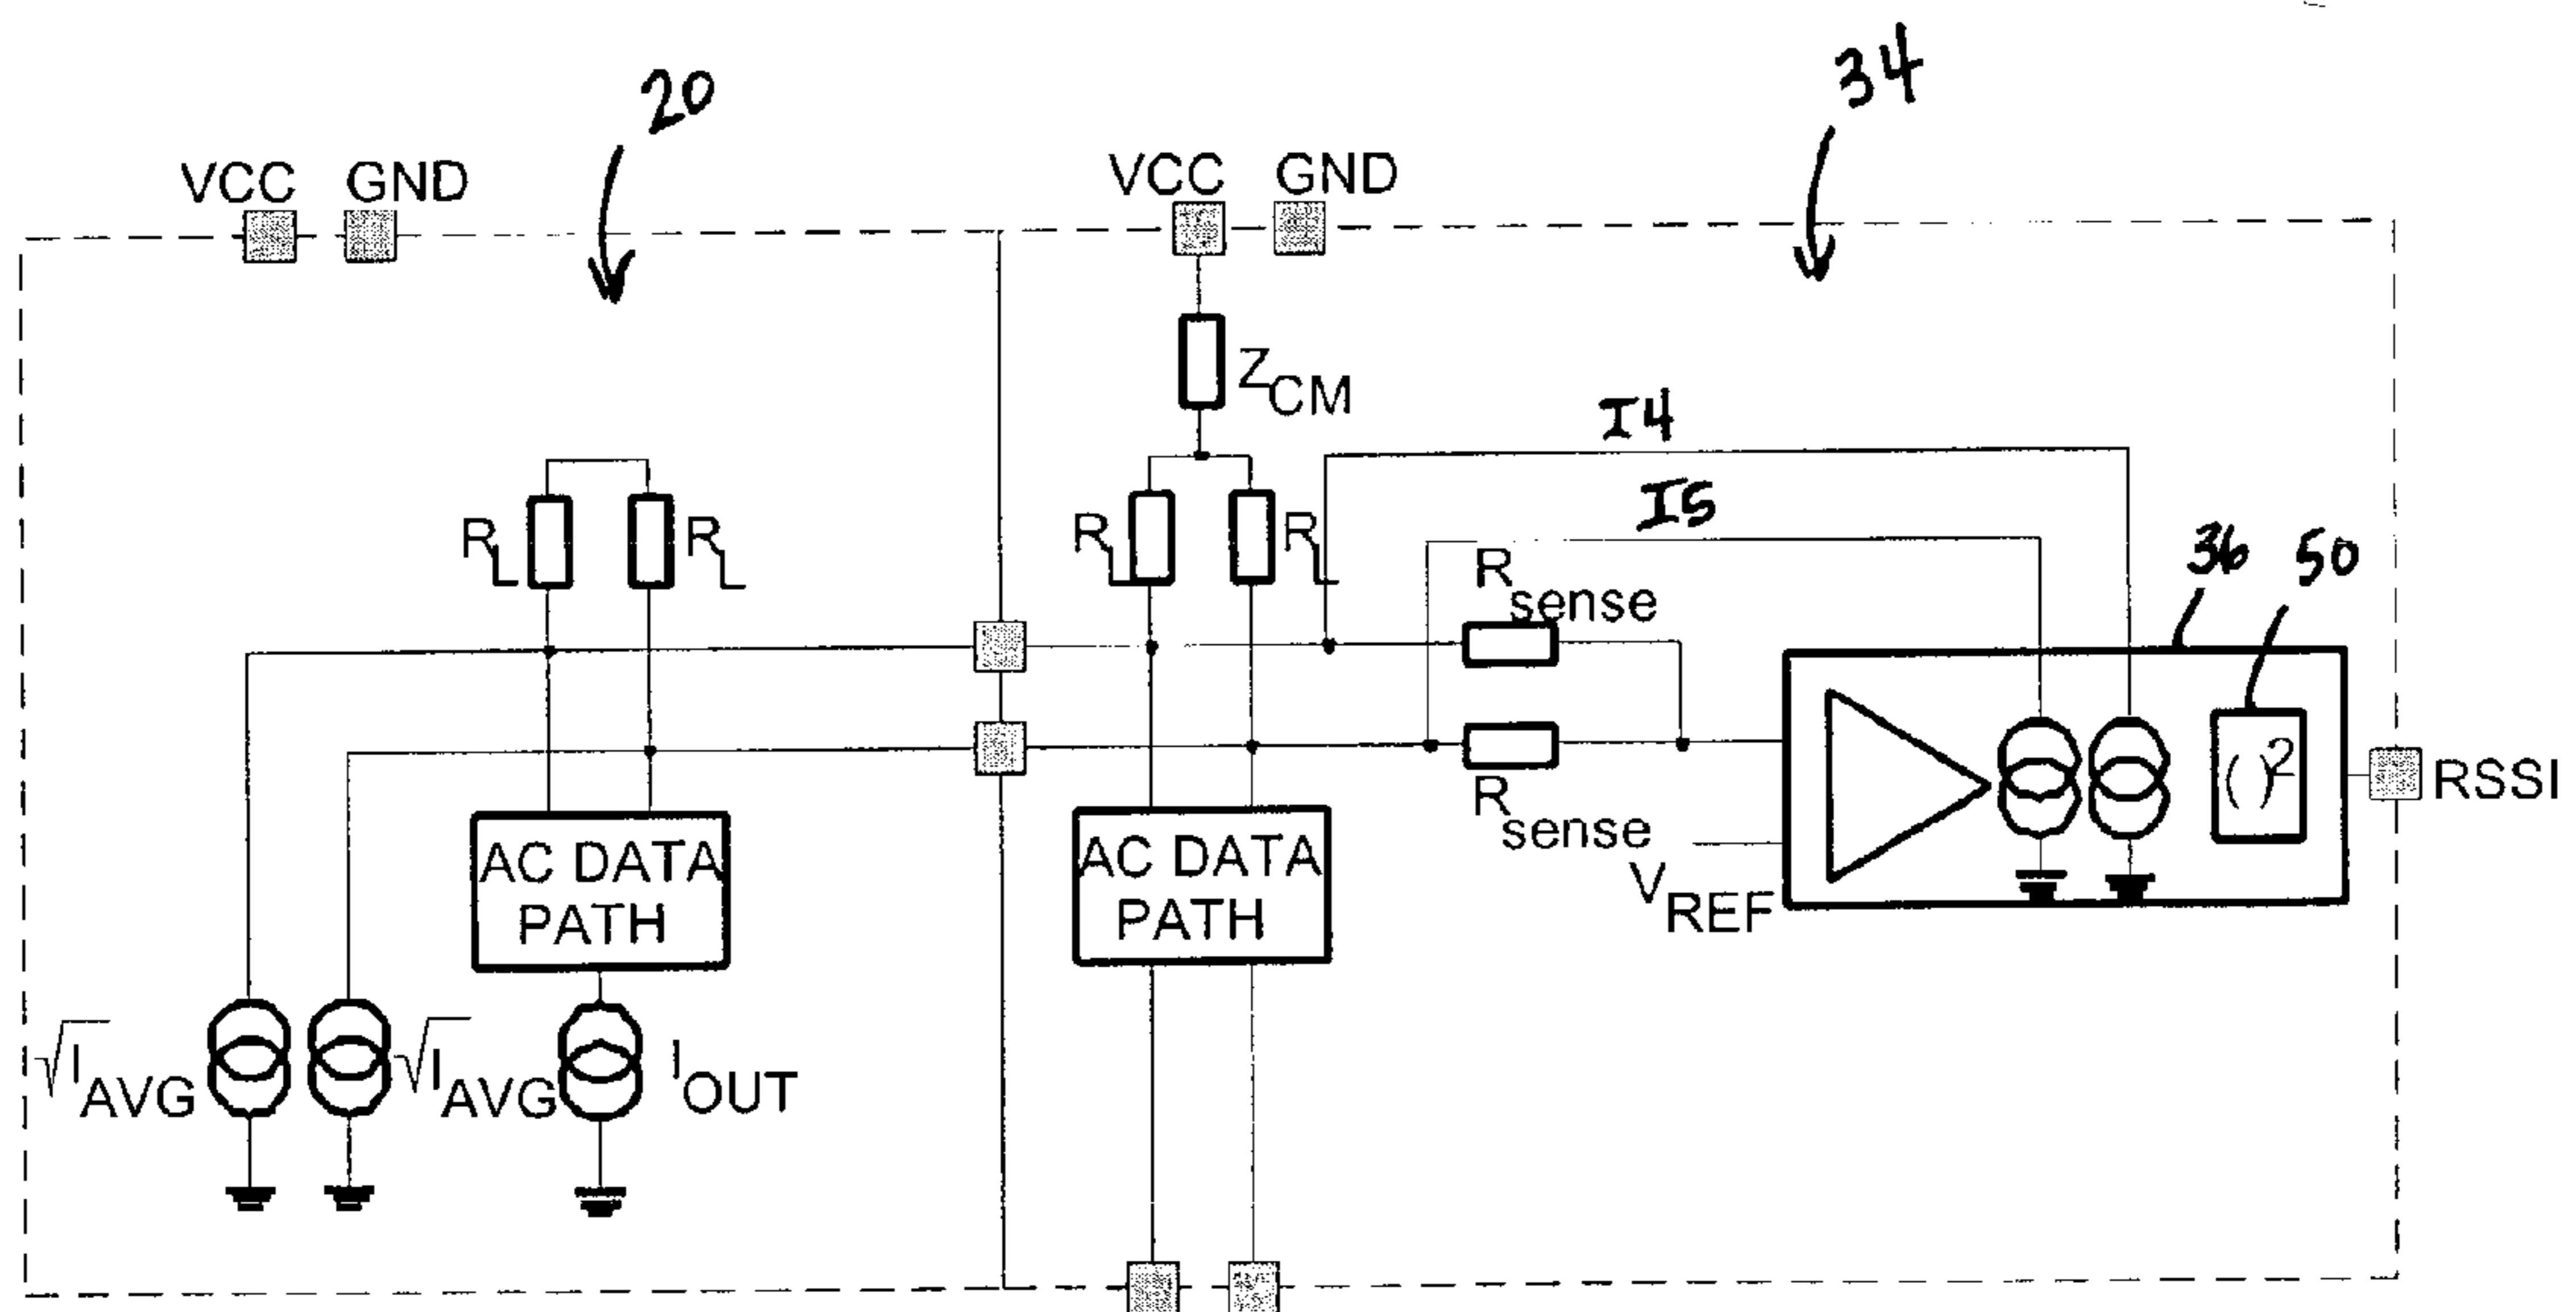 20
34
VCC GND
VCC GND
Z_CM
I4
I5
R_L R_L
R_L R_L
R_sense
36 50
R_sense
V_REF
( )²
RSSI
AC DATA
PATH
AC DATA
PATH
√I_AVG √I_AVG I_OUT